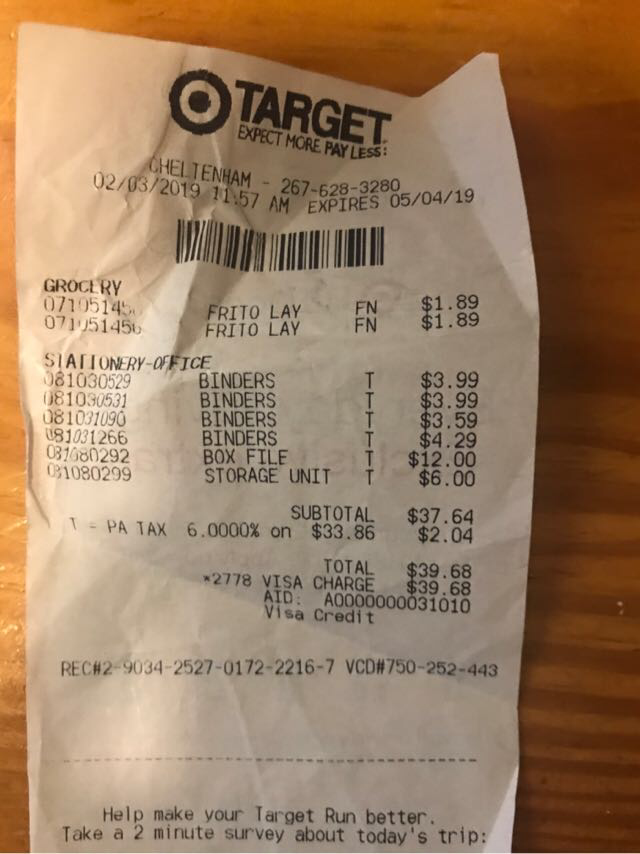 TARGET
EXPECT MORE. PAY LESS:
CHELTENHAM - 267-628-3280
02/03/2019 11:57 AM EXPIRES 05/04/19
GROCERY
FRITO LAY FN $1.89
FRITO LAY FN $1.89
STATIONERY-OFFICE
081030529 BINDERS T $3.99
081030531 BINDERS T $3.99
081031090 BINDERS T $3.59
081031266 BINDERS T $4.29
081080292 BOX FILE T $12.00
081080299 STORAGE UNIT T $6.00
SUBTOTAL $37.64
T = PA TAX 6.0000% on $33.86 $2.04
TOTAL $39.68
*2778 VISA CHARGE $39.68
AID: A0000000031010
Visa Credit
REC#2-9034-2527-0172-2216-7 VCD#750-252-443
Help make your Target Run better.
Take a 2 minute survey about today's trip: